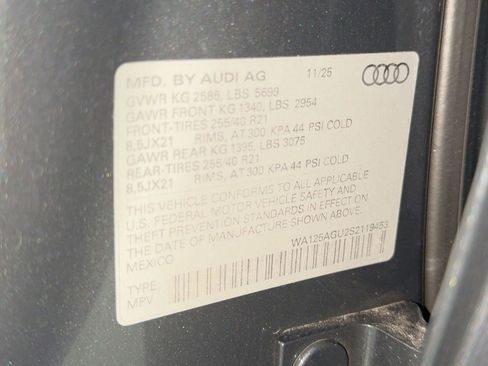 MFD. BY AUDI AG 11/25
GVWR KG 2585, LBS 5699
GAWR FRONT KG 1340, LBS 2954
FRONT-TIRES 255/40 R21
8,5JX21 RIMS, AT 300 KPA 44 PSI COLD
GAWR REAR KG 1395, LBS 3075
REAR-TIRES 255/40 R21
8,5JX21 RIMS, AT 300 KPA 44 PSI COLD
THIS VEHICLE CONFORMS TO ALL APPLICABLE
U.S. FEDERAL MOTOR VEHICLE SAFETY AND
THEFT PREVENTION STANDARDS IN EFFECT ON
THE DATE OF MANUFACTURE SHOWN ABOVE.
MEXICO
WA125AGU2S2119453
TYPE:
MPV